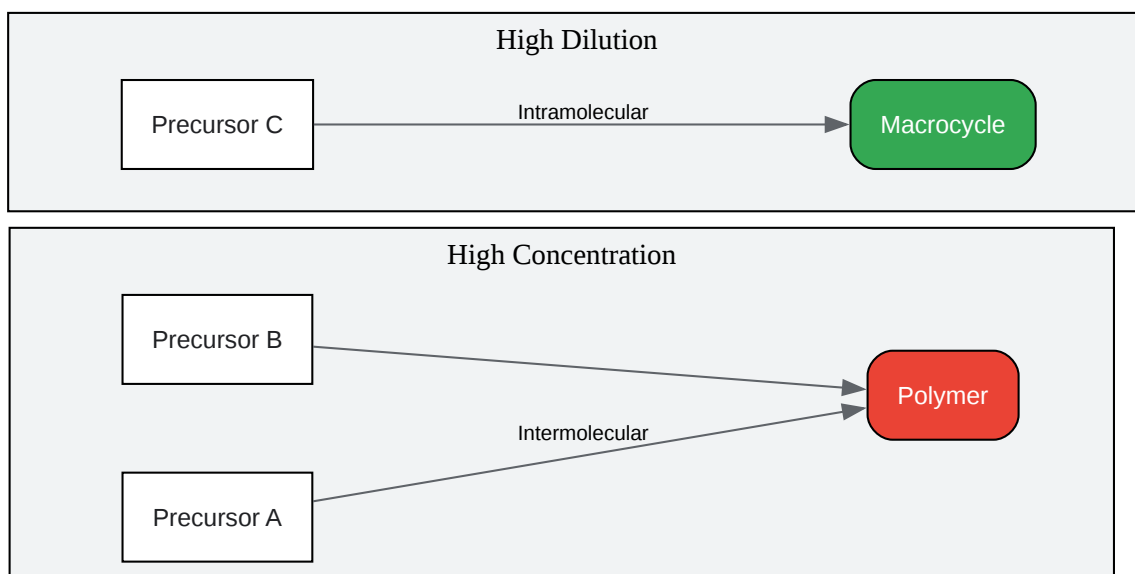 High Dilution
Precursor C
Intramolecular
Macrocycle
High Concentration
Precursor B
Polymer
Intermolecular
Precursor A